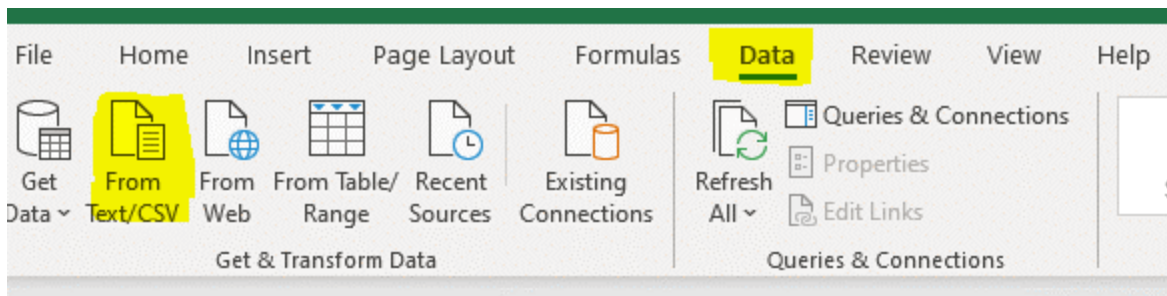 File Home Insert Page Layout Formulas Data Review View Help
Get Data
From Text/CSV
From Web
From Table/ Range
Recent Sources
Existing Connections
Refresh All
Queries & Connections
Properties
Edit Links
Get & Transform Data
Queries & Connections